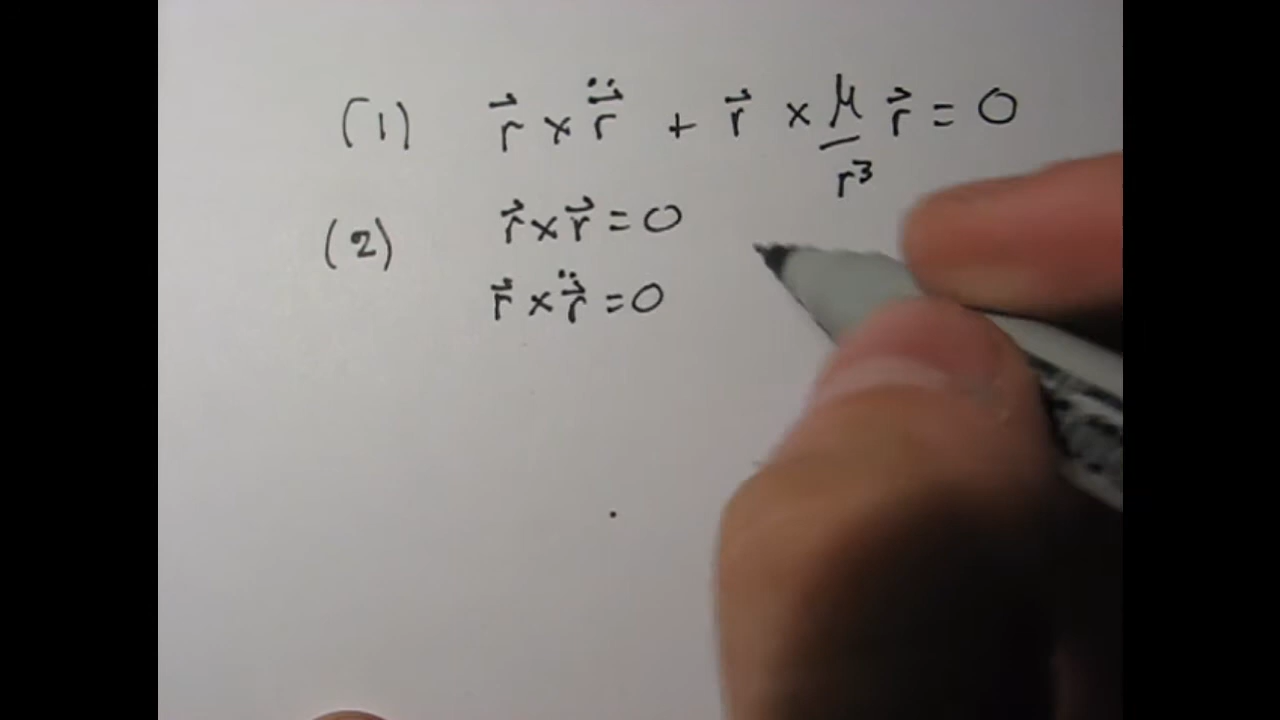 (1) r⃗ × r̈⃗ + r⃗ × μ/r³ r⃗ = 0
(2) r⃗ × r⃗ = 0
r⃗ × r̈⃗ = 0